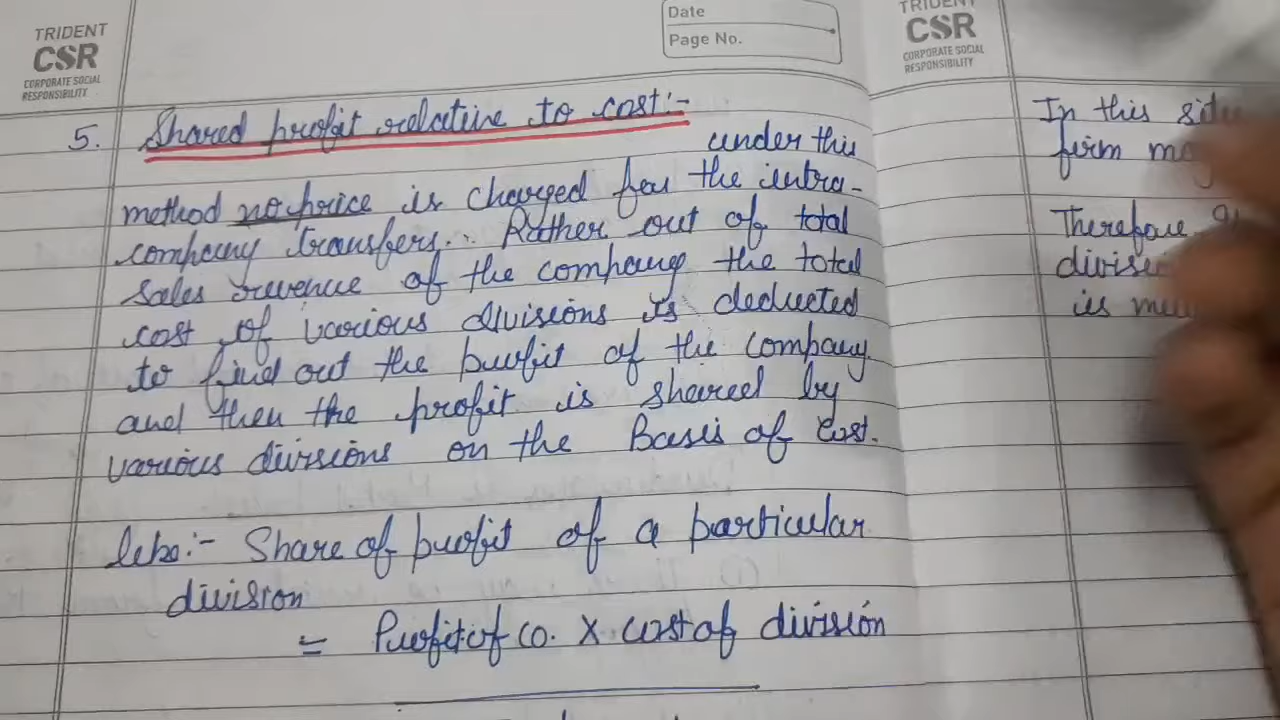 TRIDENT
CSR
CORPORATE SOCIAL
RESPONSIBILITY
Date
Page No.
5. Shared profit relative to cost:-
under this
method no price is charged for the intra-
company transfers. Rather out of total
sales revenue of the company the total
cost of various divisions is deducted
to find out the profit of the company
and then the profit is shared by
various divisions on the Basis of Cost.
Share of profit of a particular
division
= Profit of co. X cost of division
TRIDENT
CSR
CORPORATE SOCIAL
RESPONSIBILITY
In this
firm
Therefore
is